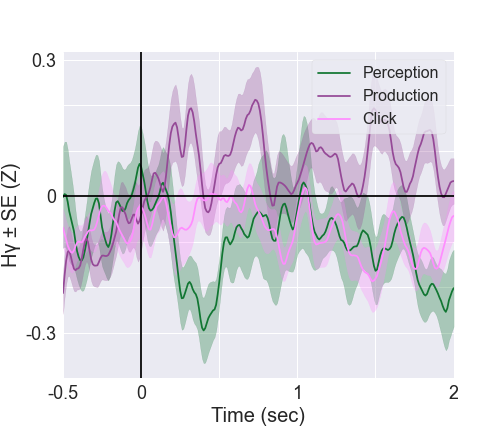 0.3
Perception
Production
Click
0
-0.3
Hγ ± SE (Z)
-0.5 0 1 2
Time (sec)